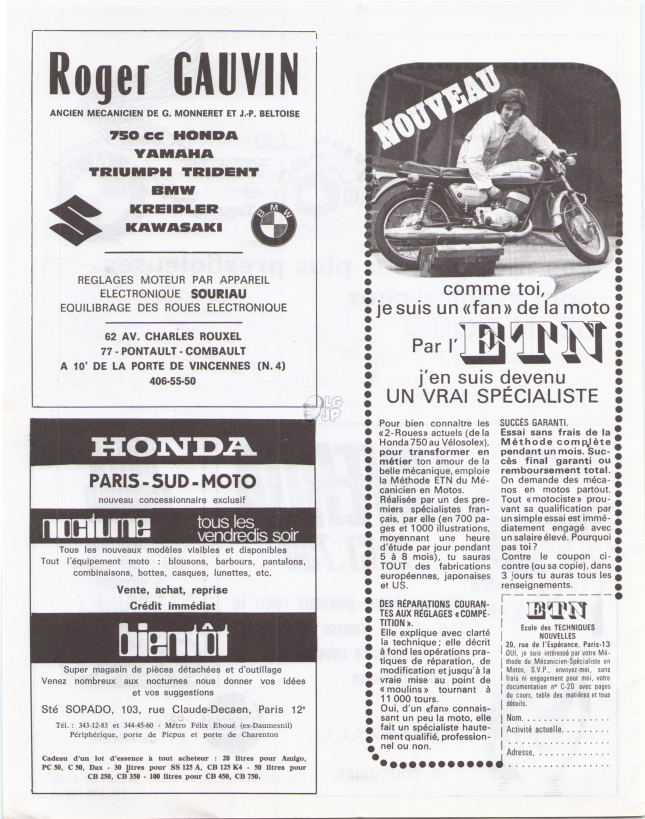 Roger GAUVIN
ANCIEN MECANICIEN DE G. MONNERET ET J.-P. BELTOISE
750 cc HONDA
YAMAHA
TRIUMPH TRIDENT
BMW
KREIDLER
KAWASAKI
BMW
REGLAGES MOTEUR PAR APPAREIL
ELECTRONIQUE SOURIAU
EQUILIBRAGE DES ROUES ELECTRONIQUE
62 AV. CHARLES ROUXEL
77 - PONTAULT - COMBAULT
A 10' DE LA PORTE DE VINCENNES (N. 4)
406-55-50
HONDA
PARIS-SUD-MOTO
nouveau concessionnaire exclusif
nocturne tous les
vendredis soir
Tous les nouveaux modèles visibles et disponibles
Tout l'équipement moto : blousons, barbours, pantalons,
combinaisons, bottes, casques, lunettes, etc.
Vente, achat, reprise
Crédit immédiat
bientôt
Super magasin de pièces détachées et d'outillage
Venez nombreux aux nocturnes nous donner vos idées
et vos suggestions
Sté SOPADO, 103, rue Claude-Decaen, Paris 12e
Tél. : 343-12-83 et 344-45-60 - Métro Félix Eboué (ex-Daumesnil)
Périphérique, porte de Picpus et porte de Charenton
Cadeau d'un lot d'essence à tout acheteur : 20 litres pour Amigo,
PC 50, C 50, Dax - 30 litres pour SS 125 A, CB 125 K4 - 50 litres pour
CB 250, CB 350 - 100 litres pour CB 450, CB 750.
NOUVEAU
comme toi,
je suis un «fan» de la moto
Par l'ETN
j'en suis devenu
UN VRAI SPÉCIALISTE
Pour bien connaître les
«2-Roues» actuels (de la
Honda 750 au Vélosolex),
pour transformer en
métier ton amour de la
belle mécanique, emploie
la Méthode ETN du Mé-
canicien en Motos.
Réalisée par un des pre-
miers spécialistes fran-
çais, par elle (en 700 pa-
ges et 1000 illustrations,
moyennant une heure
d'étude par jour pendant
5 à 8 mois), tu sauras
TOUT des fabrications
européennes, japonaises
et US.
DES RÉPARATIONS COURAN-
TES AUX RÉGLAGES «COMPÉ-
TITION».
Elle explique avec clarté
la technique ; elle décrit
à fond les opérations pra-
tiques de réparation, de
modification et jusqu'à la
vraie mise au point de
«moulins» tournant à
11 000 tours.
Oui, d'un «fan» connais-
sant un peu la moto, elle
fait un spécialiste haute-
ment qualifié, profession-
nel ou non.
SUCCÈS GARANTI.
Essai sans frais de la
Méthode complète
pendant un mois. Suc-
cès final garanti ou
remboursement total.
On demande des méca-
nos en motos partout.
Tout «motociste» prou-
vant sa qualification par
un simple essai est immé-
diatement engagé avec
un salaire élevé. Pourquoi
pas toi ?
Contre le coupon ci-
contre (ou sa copie), dans
3 jours tu auras tous les
renseignements.
ETN
Ecole des TECHNIQUES
NOUVELLES
20, rue de l'Espérance, Paris-13
OUI, je suis intéressé par votre Mé-
thode du Mécanicien-Spécialiste en
Motos, S.V.P., envoyez-moi, sans
frais ni engagement pour moi, votre
documentation n° C-20 avec pages
du cours, table des matières et tous
détails.
Nom
Activité actuelle
Adresse,
LG
JP